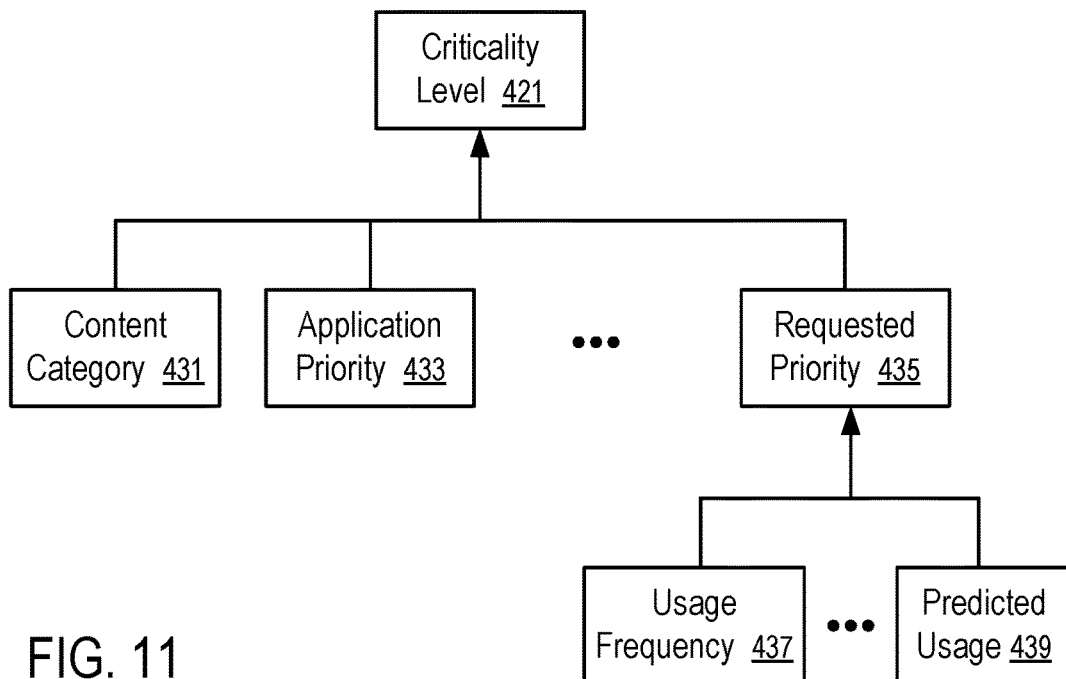 Criticality
Level 421
Content
Category 431
Application
Priority 433
•••
Requested
Priority 435
Usage
Frequency 437
•••
Predicted
Usage 439
FIG. 11